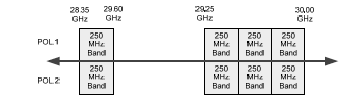 28.35 29.60 29.25 30.00
GHz GHz GHz GHz
POL.1 250 250 250 250
MHz MHz MHz MHz
Band Band Band Band
POL.2 250 250 250 250
MHz MHz MHz MHz
Band Band Band Band